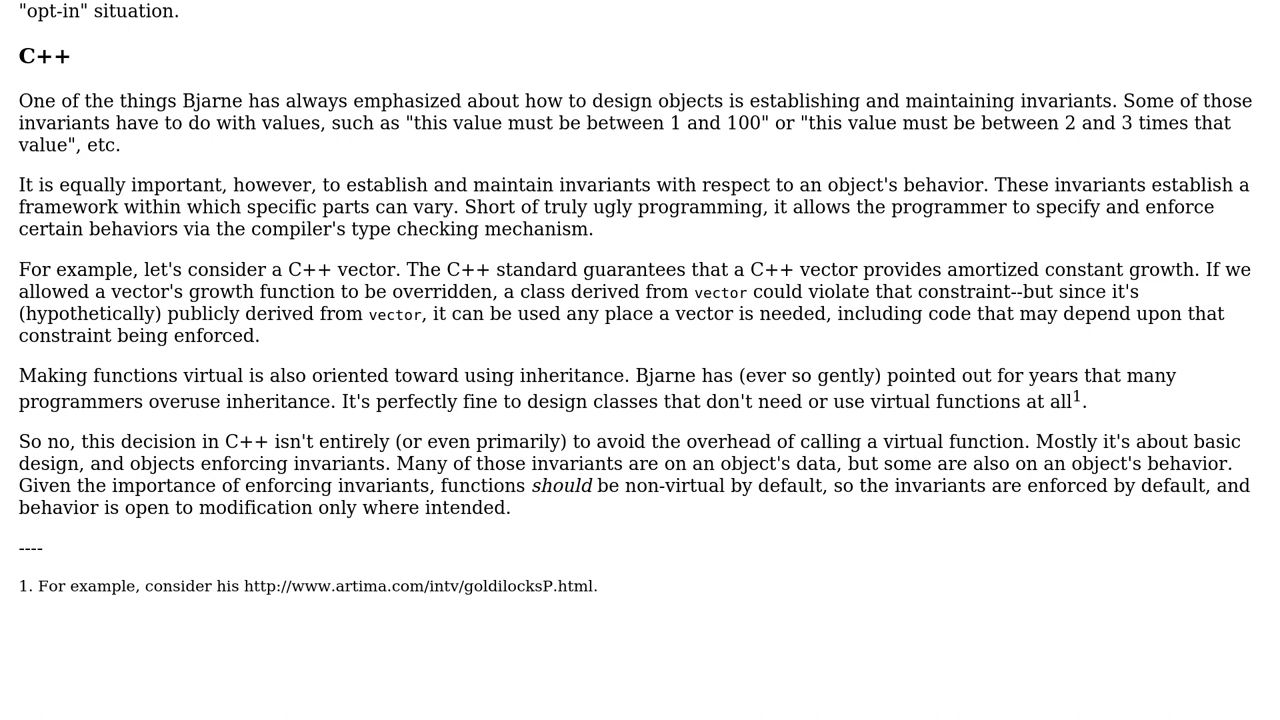 "opt-in" situation.
C++
One of the things Bjarne has always emphasized about how to design objects is establishing and maintaining invariants. Some of those
invariants have to do with values, such as "this value must be between 1 and 100" or "this value must be between 2 and 3 times that
value", etc.
It is equally important, however, to establish and maintain invariants with respect to an object's behavior. These invariants establish a
framework within which specific parts can vary. Short of truly ugly programming, it allows the programmer to specify and enforce
certain behaviors via the compiler's type checking mechanism.
For example, let's consider a C++ vector. The C++ standard guarantees that a C++ vector provides amortized constant growth. If we
allowed a vector's growth function to be overridden, a class derived from vector could violate that constraint--but since it's
(hypothetically) publicly derived from vector, it can be used any place a vector is needed, including code that may depend upon that
constraint being enforced.
Making functions virtual is also oriented toward using inheritance. Bjarne has (ever so gently) pointed out for years that many
programmers overuse inheritance. It's perfectly fine to design classes that don't need or use virtual functions at all1.
So no, this decision in C++ isn't entirely (or even primarily) to avoid the overhead of calling a virtual function. Mostly it's about basic
design, and objects enforcing invariants. Many of those invariants are on an object's data, but some are also on an object's behavior.
Given the importance of enforcing invariants, functions should be non-virtual by default, so the invariants are enforced by default, and
behavior is open to modification only where intended.
----
1. For example, consider his http://www.artima.com/intv/goldilocksP.html.